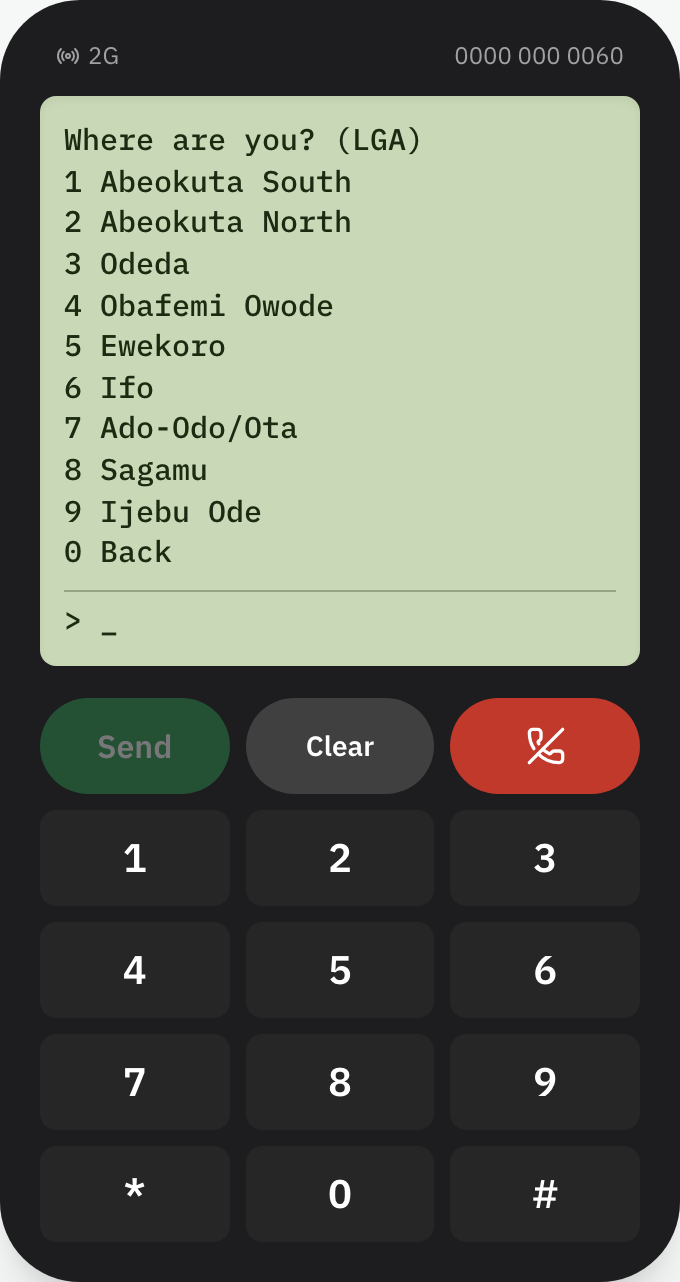 2G
0000 000 0060
Where are you? (LGA)
1 Abeokuta South
2 Abeokuta North
3 Odeda
4 Obafemi Owode
5 Ewekoro
6 Ifo
7 Ado-Odo/Ota
8 Sagamu
9 Ijebu Ode
0 Back
> _
Send
Clear
1
2
3
4
5
6
7
8
9
*
0
#